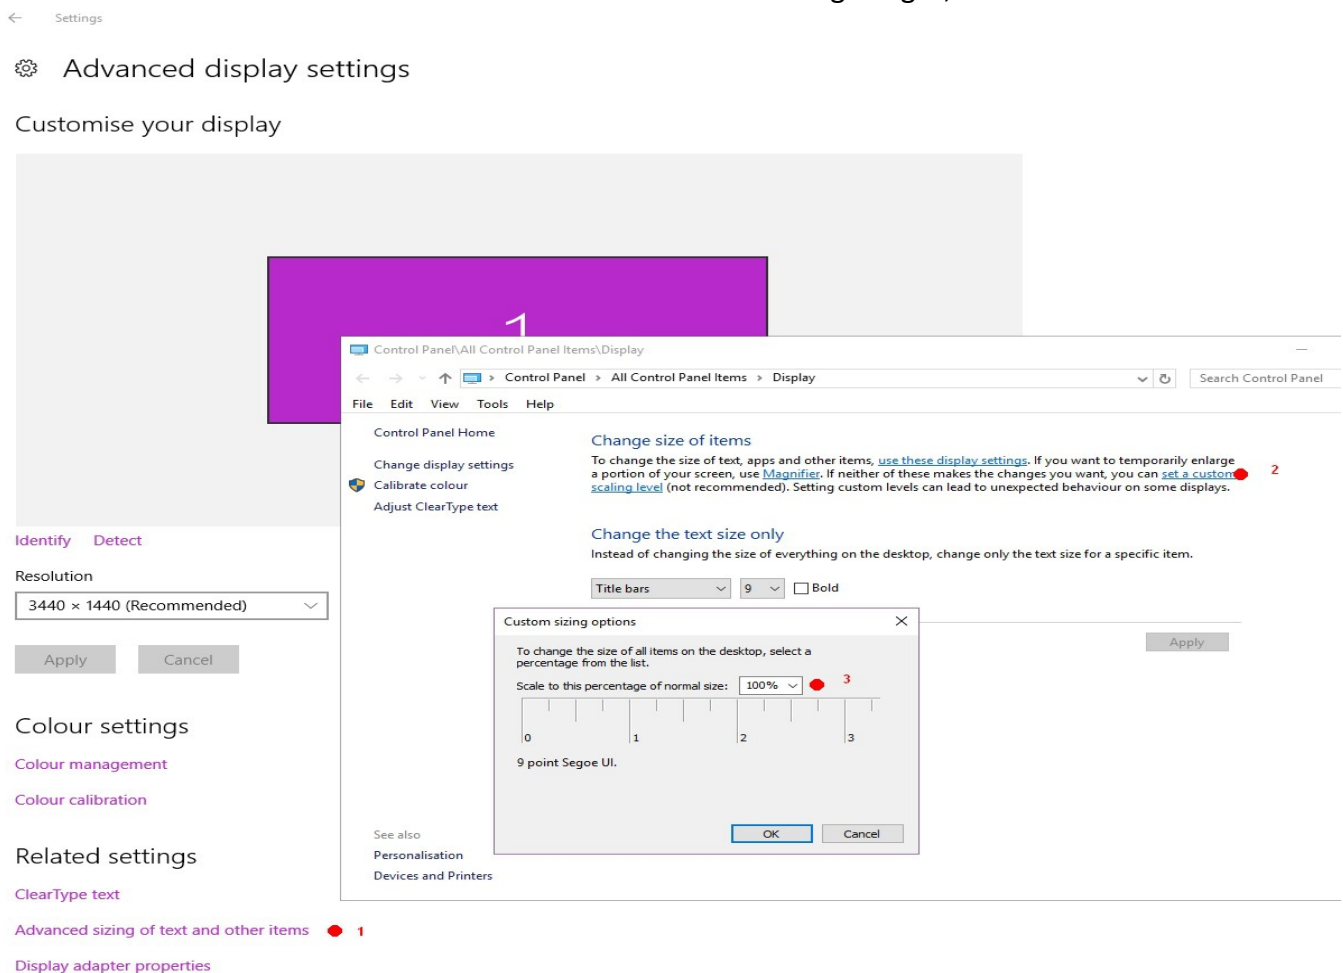 Settings
Advanced display settings
Customise your display
1
Identify Detect
Resolution
3440 × 1440 (Recommended)
Apply Cancel
Colour settings
Colour management
Colour calibration
Related settings
ClearType text
Advanced sizing of text and other items 1
Display adapter properties
Control Panel\All Control Panel Items\Display
Control Panel > All Control Panel Items > Display
Search Control Panel
File Edit View Tools Help
Control Panel Home
Change display settings
Calibrate colour
Adjust ClearType text
See also
Personalisation
Devices and Printers
Change size of items
To change the size of text, apps and other items, use these display settings. If you want to temporarily enlarge
a portion of your screen, use Magnifier. If neither of these makes the changes you want, you can set a custom 2
scaling level (not recommended). Setting custom levels can lead to unexpected behaviour on some displays.
Change the text size only
Instead of changing the size of everything on the desktop, change only the text size for a specific item.
Title bars 9 Bold
Apply
Custom sizing options
To change the size of all items on the desktop, select a
percentage from the list.
Scale to this percentage of normal size: 100% 3
0 1 2 3
9 point Segoe UI.
OK Cancel